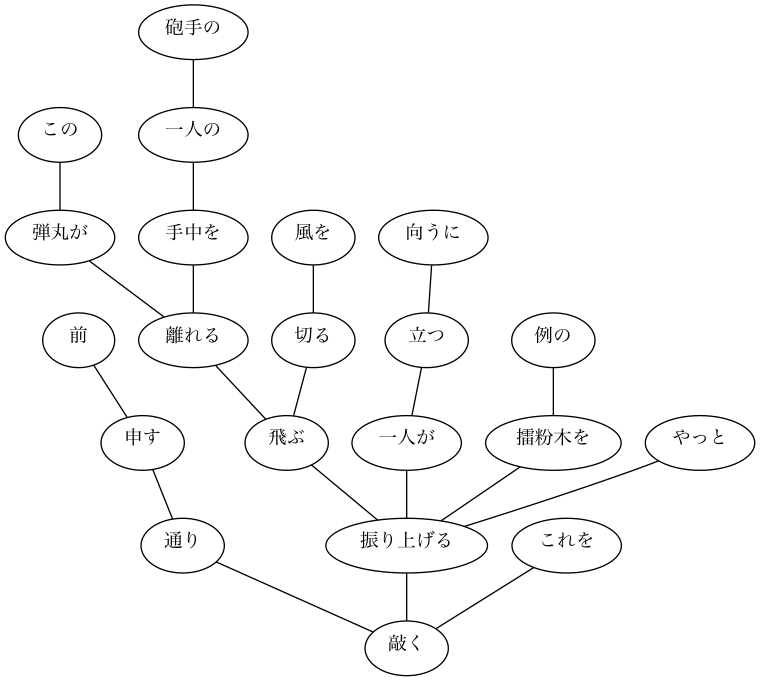 砲手の
この
一人の
弾丸が
手中を
風を
向うに
前
離れる
切る
立つ
例の
申す
飛ぶ
一人が
擂粉木を
やっと
通り
振り上げる
これを
敲く